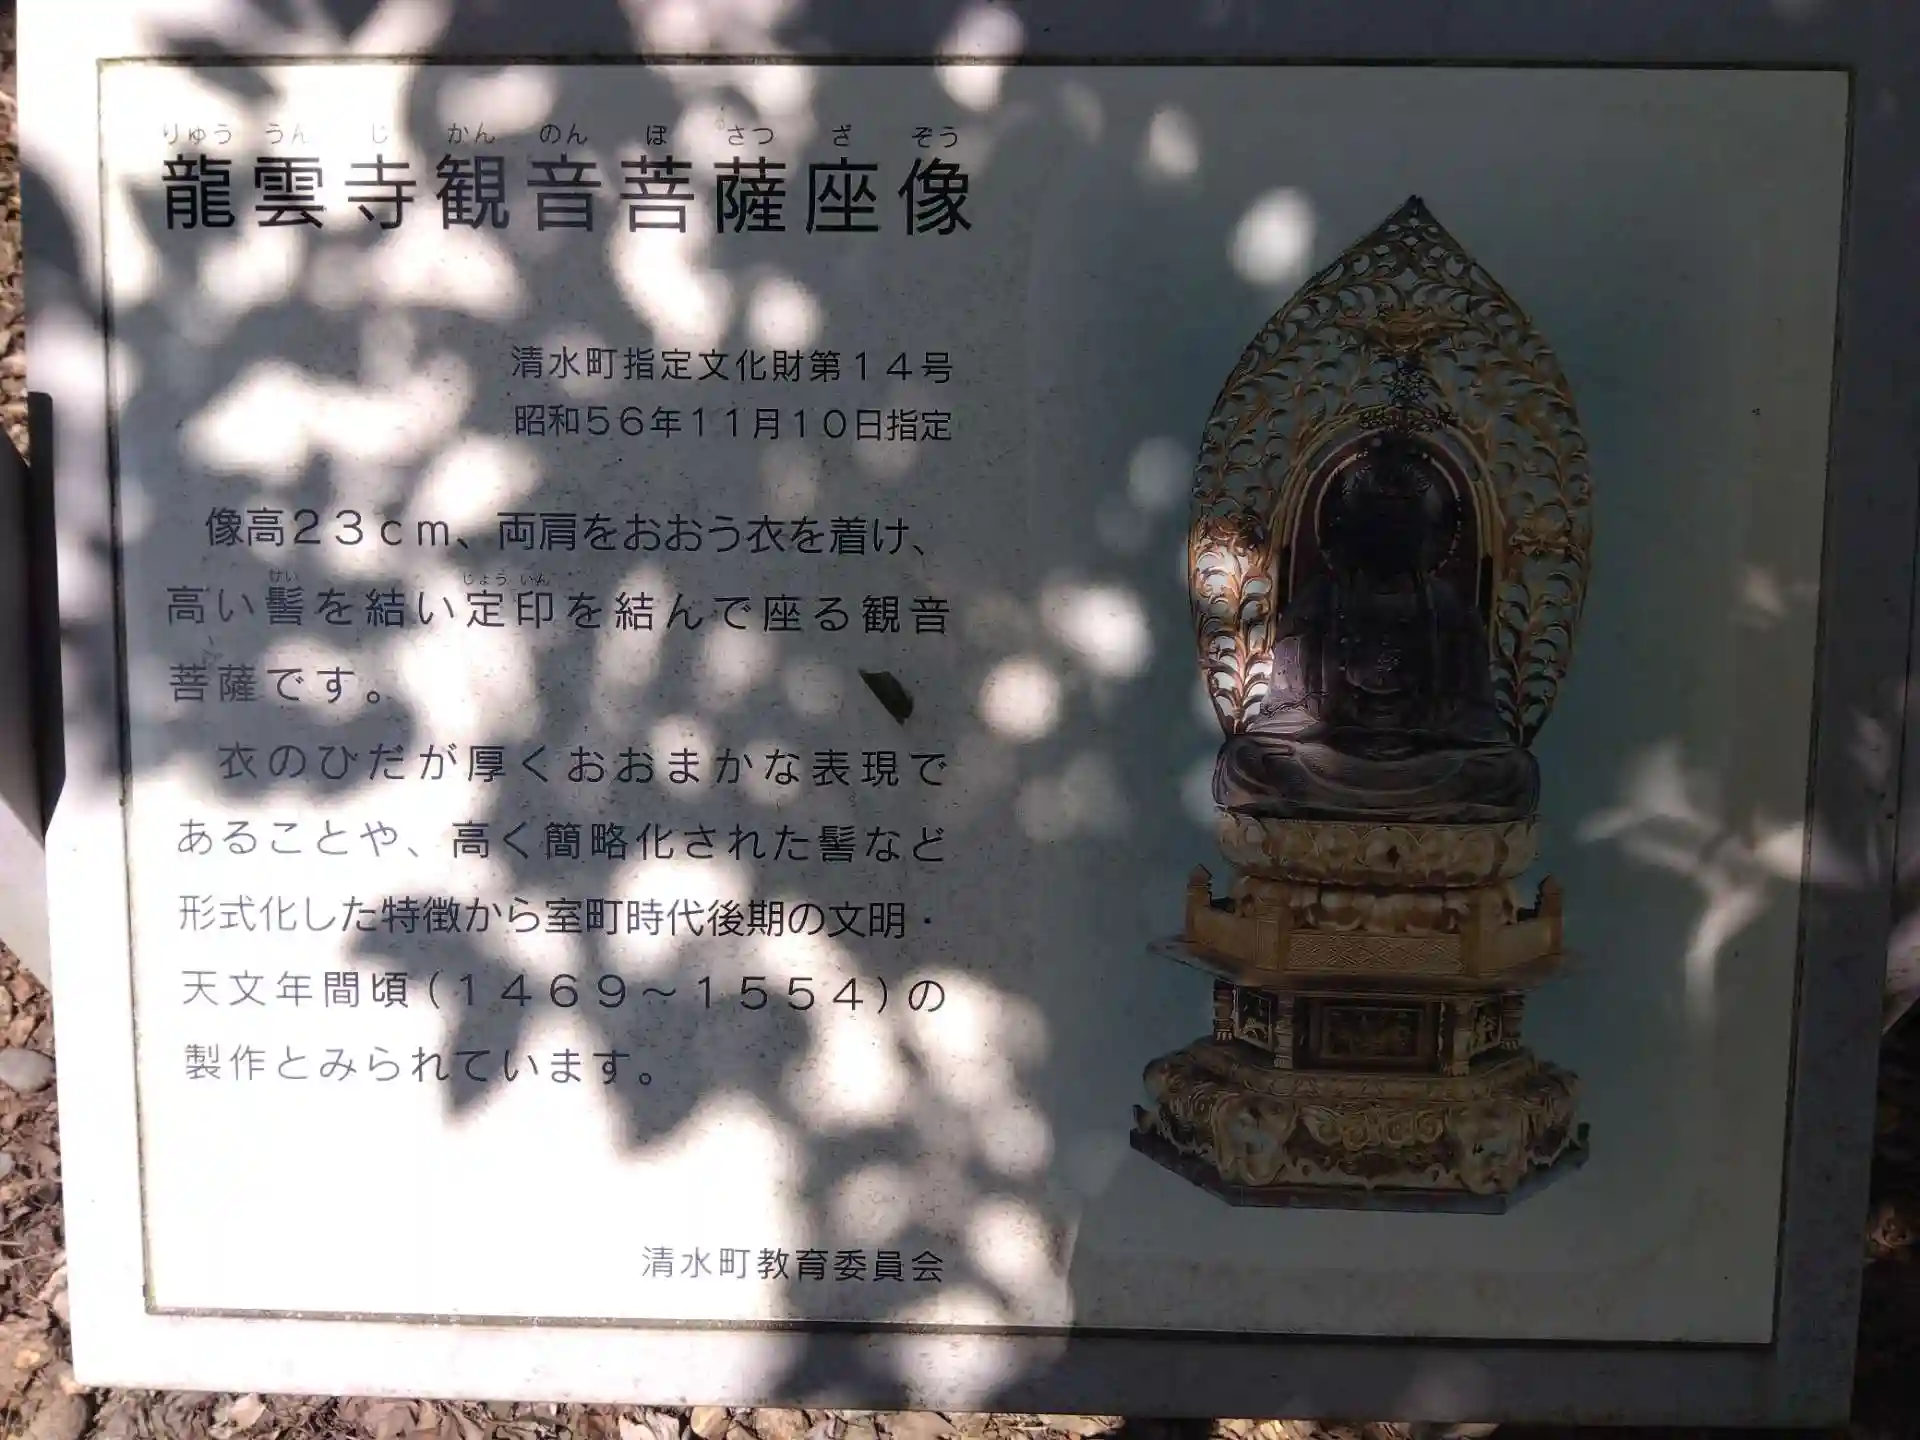 りゅう うん じ かん のん ぼ さつ ざ ぞう
龍雲寺観音菩薩座像
清水町指定文化財第14号
昭和56年11月10日指定
像高23cm、両肩をおおう衣を着け、
けい じょう いん
高い髻を結い定印を結んで座る観音
菩薩です。
衣のひだが厚くおおまかな表現で
あることや、高く簡略化された髻など
形式化した特徴から室町時代後期の文明・
天文年間頃(1469~1554)の
製作とみられています。
清水町教育委員会